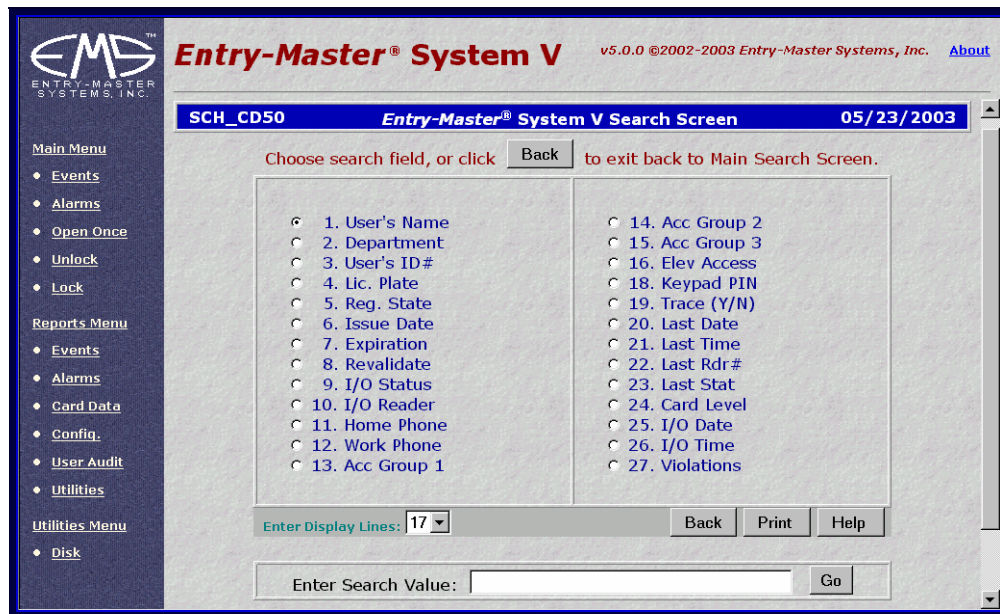 EMS™
ENTRY-MASTER
SYSTEMS, INC.
Entry-Master® System V
v5.0.0 ©2002-2003 Entry-Master Systems, Inc.
About
Main Menu
Events
Alarms
Open Once
Unlock
Lock
Reports Menu
Events
Alarms
Card Data
Config.
User Audit
Utilities
Utilities Menu
Disk
SCH_CD50 Entry-Master® System V Search Screen 05/23/2003
Choose search field, or click Back to exit back to Main Search Screen.
1. User's Name
2. Department
3. User's ID#
4. Lic. Plate
5. Reg. State
6. Issue Date
7. Expiration
8. Revalidate
9. I/O Status
10. I/O Reader
11. Home Phone
12. Work Phone
13. Acc Group 1
14. Acc Group 2
15. Acc Group 3
16. Elev Access
18. Keypad PIN
19. Trace (Y/N)
20. Last Date
21. Last Time
22. Last Rdr#
23. Last Stat
24. Card Level
25. I/O Date
26. I/O Time
27. Violations
Enter Display Lines: 17
Back Print Help
Enter Search Value: Go